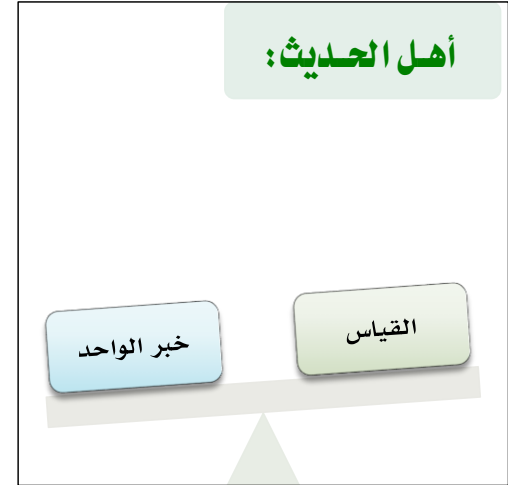 أهل الحديث:
القياس
خبر الواحد